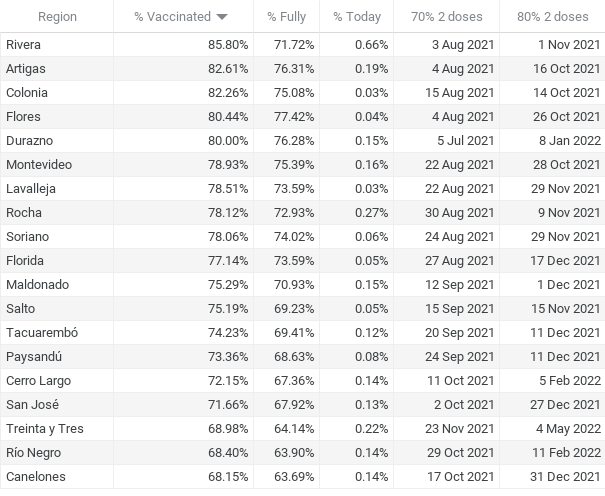 Region % Vaccinated % Fully % Today 70% 2 doses 80% 2 doses
Rivera 85.80% 71.72% 0.66% 3 Aug 2021 1 Nov 2021
Artigas 82.61% 76.31% 0.19% 4 Aug 2021 16 Oct 2021
Colonia 82.26% 75.08% 0.03% 15 Aug 2021 14 Oct 2021
Flores 80.44% 77.42% 0.04% 4 Aug 2021 26 Oct 2021
Durazno 80.00% 76.28% 0.15% 5 Jul 2021 8 Jan 2022
Montevideo 78.93% 75.39% 0.16% 22 Aug 2021 28 Oct 2021
Lavalleja 78.51% 73.59% 0.03% 22 Aug 2021 29 Nov 2021
Rocha 78.12% 72.93% 0.27% 30 Aug 2021 9 Nov 2021
Soriano 78.06% 74.02% 0.06% 24 Aug 2021 29 Nov 2021
Florida 77.14% 73.59% 0.05% 27 Aug 2021 17 Dec 2021
Maldonado 75.29% 70.93% 0.15% 12 Sep 2021 1 Dec 2021
Salto 75.19% 69.23% 0.05% 15 Sep 2021 15 Nov 2021
Tacuarembó 74.23% 69.41% 0.12% 20 Sep 2021 11 Dec 2021
Paysandú 73.36% 68.63% 0.08% 24 Sep 2021 11 Dec 2021
Cerro Largo 72.15% 67.36% 0.14% 11 Oct 2021 5 Feb 2022
San José 71.66% 67.92% 0.13% 2 Oct 2021 27 Dec 2021
Treinta y Tres 68.98% 64.14% 0.22% 23 Nov 2021 4 May 2022
Río Negro 68.40% 63.90% 0.14% 29 Oct 2021 11 Feb 2022
Canelones 68.15% 63.69% 0.14% 17 Oct 2021 31 Dec 2021